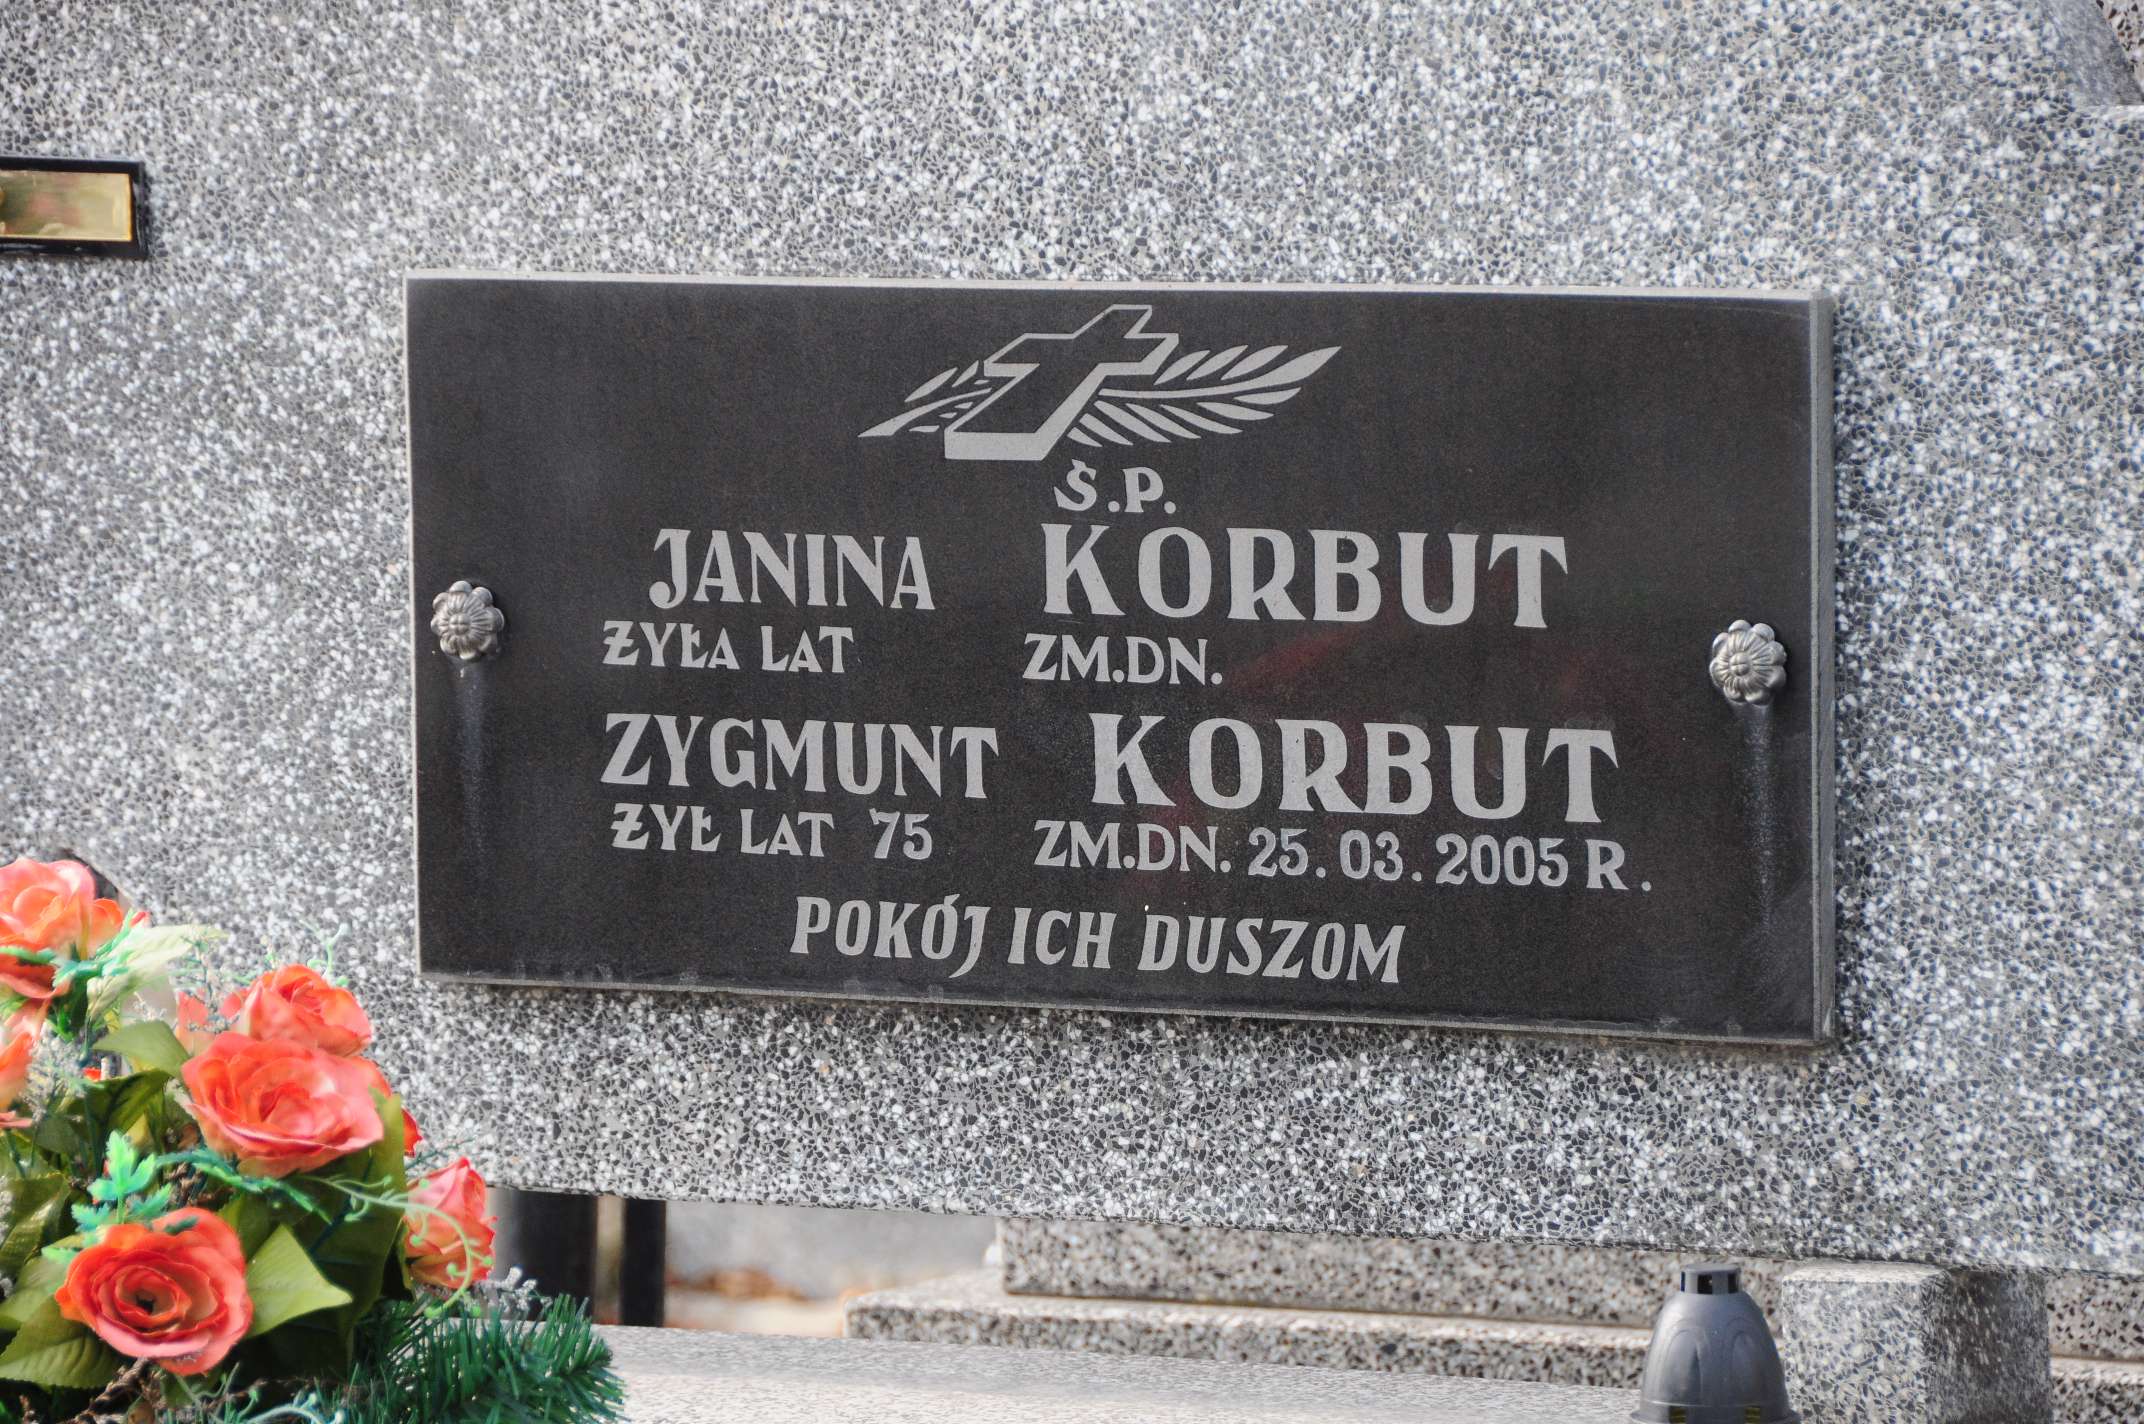 Ś.P.
JANINA KORBUT
ŻYŁA LAT ZM.DN.
ZYGMUNT KORBUT
ŻYŁ LAT 75 ZM.DN. 25.03.2005 R.
POKÓJ ICH DUSZOM